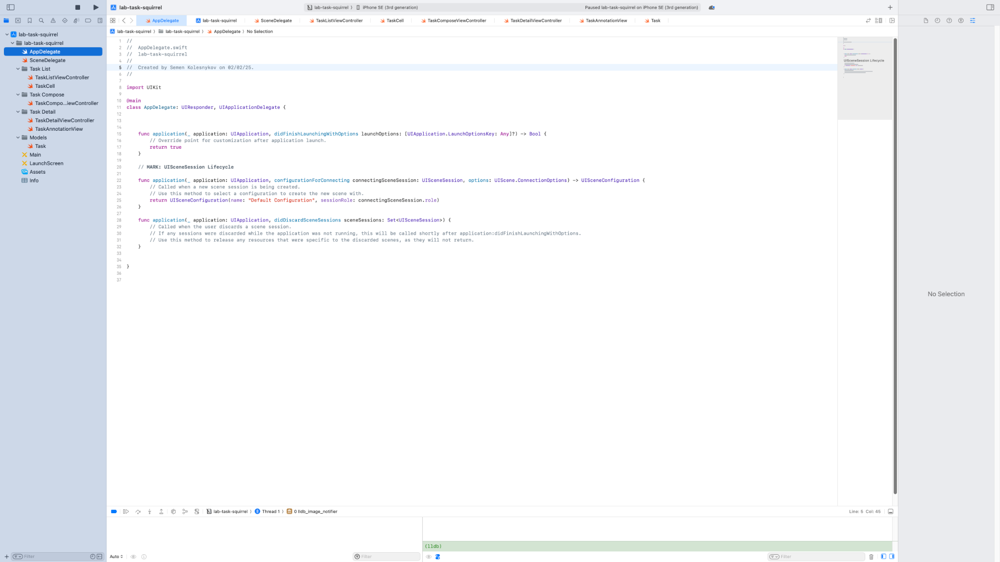 lab-task-squirrel
lab-task-squirrel
iPhone SE (3rd generation)
Paused lab-task-squirrel on iPhone SE (3rd generation)
AppDelegate
lab-task-squirrel
SceneDelegate
TaskListViewController
TaskCell
TaskComposeViewController
TaskDetailViewController
TaskAnnotationView
Task
lab-task-squirrel
lab-task-squirrel
AppDelegate
No Selection
lab-task-squirrel
lab-task-squirrel
AppDelegate
SceneDelegate
Task List
TaskListViewController
TaskCell
Task Compose
TaskCompo...iewController
Task Detail
TaskDetailViewController
TaskAnnotationView
Models
Task
Main
LaunchScreen
Assets
Info
Filter
1 //
2 //  AppDelegate.swift
3 //  lab-task-squirrel
4 //
5 //  Created by Semen Kolesnykov on 02/02/25.
6 //
7
8 import UIKit
9
10 @main
11 class AppDelegate: UIResponder, UIApplicationDelegate {
12
13
14
15     func application(_ application: UIApplication, didFinishLaunchingWithOptions launchOptions: [UIApplication.LaunchOptionsKey: Any]?) -> Bool {
16         // Override point for customization after application launch.
17         return true
18     }
19
20     // MARK: UISceneSession Lifecycle
21
22     func application(_ application: UIApplication, configurationForConnecting connectingSceneSession: UISceneSession, options: UIScene.ConnectionOptions) -> UISceneConfiguration {
23         // Called when a new scene session is being created.
24         // Use this method to select a configuration to create the new scene with.
25         return UISceneConfiguration(name: "Default Configuration", sessionRole: connectingSceneSession.role)
26     }
27
28     func application(_ application: UIApplication, didDiscardSceneSessions sceneSessions: Set<UISceneSession>) {
29         // Called when the user discards a scene session.
30         // If any sessions were discarded while the application was not running, this will be called shortly after application:didFinishLaunchingWithOptions.
31         // Use this method to release any resources that were specific to the discarded scenes, as they will not return.
32     }
33
34
35 }
36
37
UISceneSession Lifecycle
No Selection
lab-task-squirrel
Thread 1
0 lldb_image_notifier
Line: 5 Col: 45
(lldb)
Auto
Filter
Filter